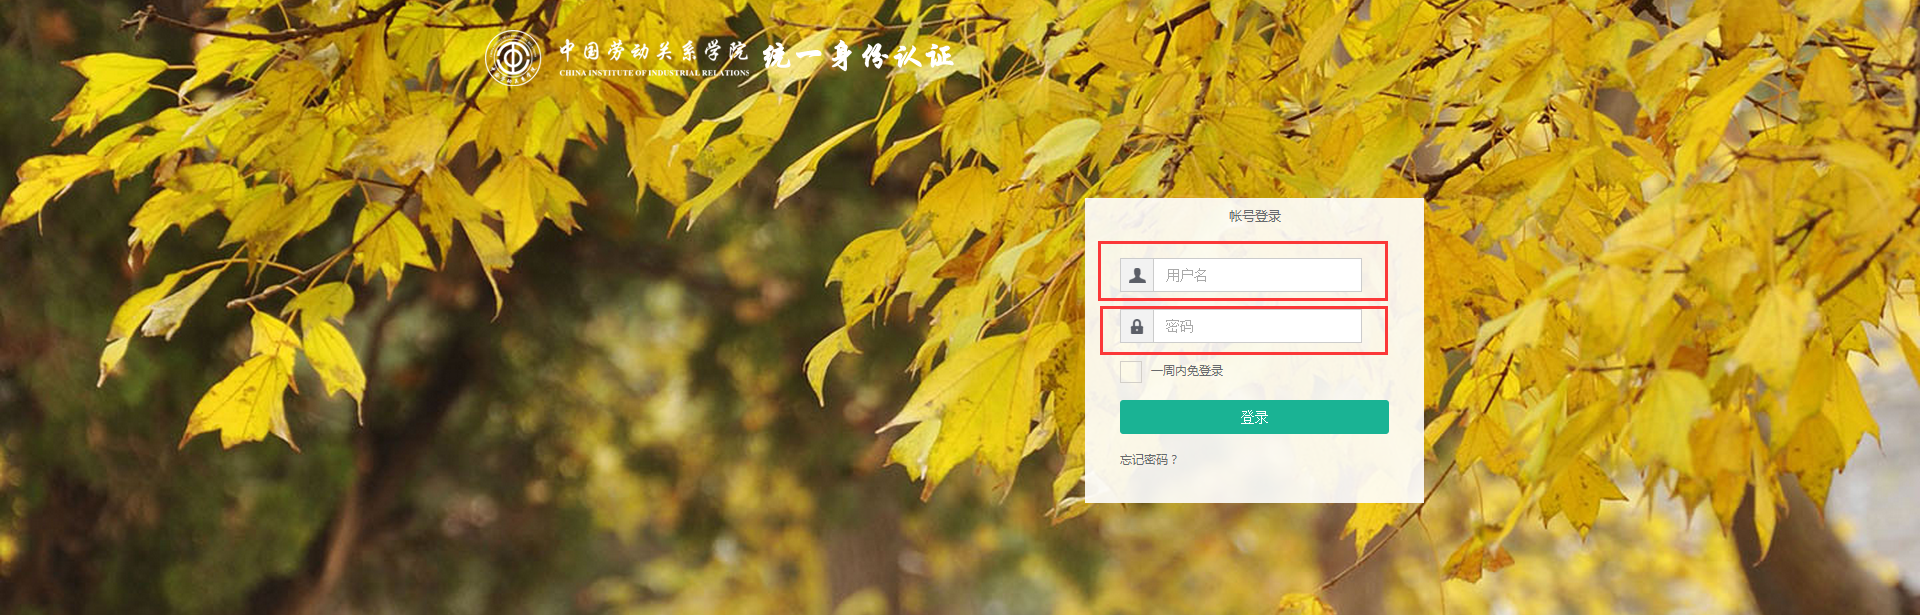 中国劳动关系学院 统一身份认证
CHINA INSTITUTE OF INDUSTRIAL RELATIONS
帐号登录
用户名
密码
一周内免登录
登录
忘记密码？